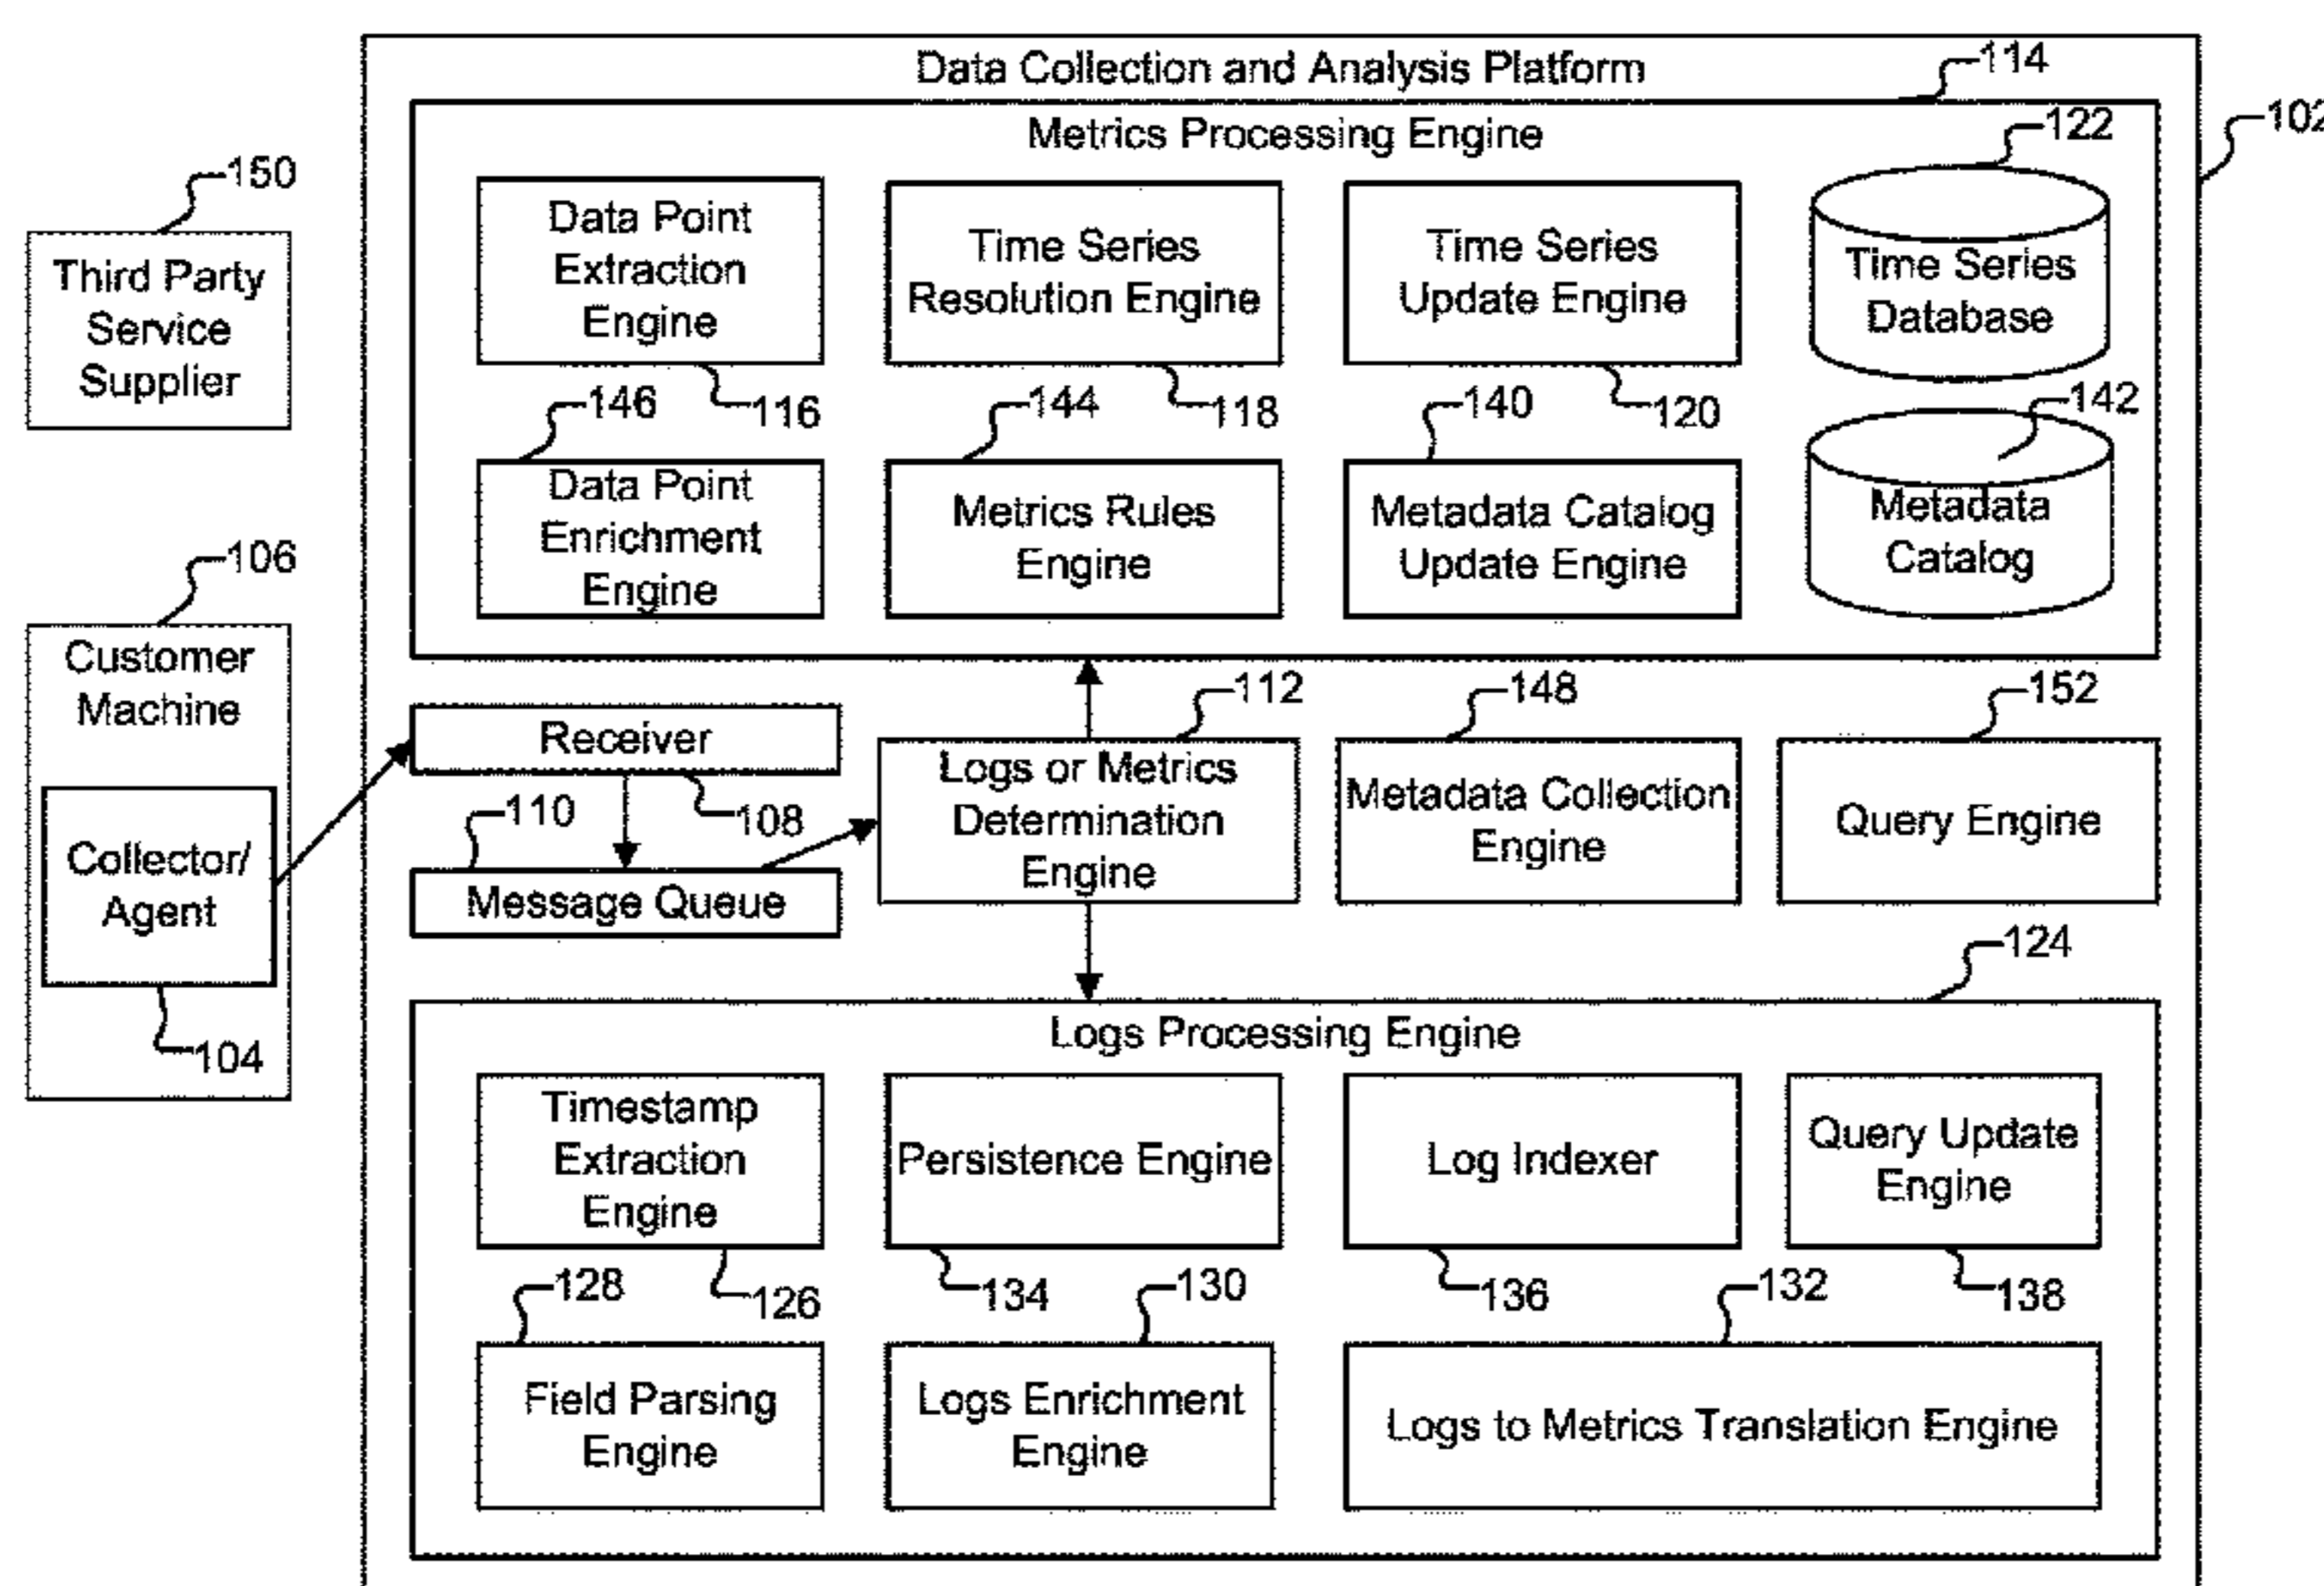 Data Collection and Analysis Platform
114
102
Metrics Processing Engine
122
150
Third Party
Service
Supplier
Data Point
Extraction
Engine
Time Series
Resolution Engine
Time Series
Update Engine
Time Series
Database
146
116
144
118
140
120
142
Data Point
Enrichment
Engine
Metrics Rules
Engine
Metadata Catalog
Update Engine
Metadata
Catalog
106
Customer
Machine
Collector/
Agent
104
Receiver
108
110
Message Queue
112
Logs or Metrics
Determination
Engine
148
Metadata Collection
Engine
152
Query Engine
124
Logs Processing Engine
Timestamp
Extraction
Engine
Persistence Engine
Log Indexer
Query Update
Engine
128
126
134
130
136
132
138
Field Parsing
Engine
Logs Enrichment
Engine
Logs to Metrics Translation Engine